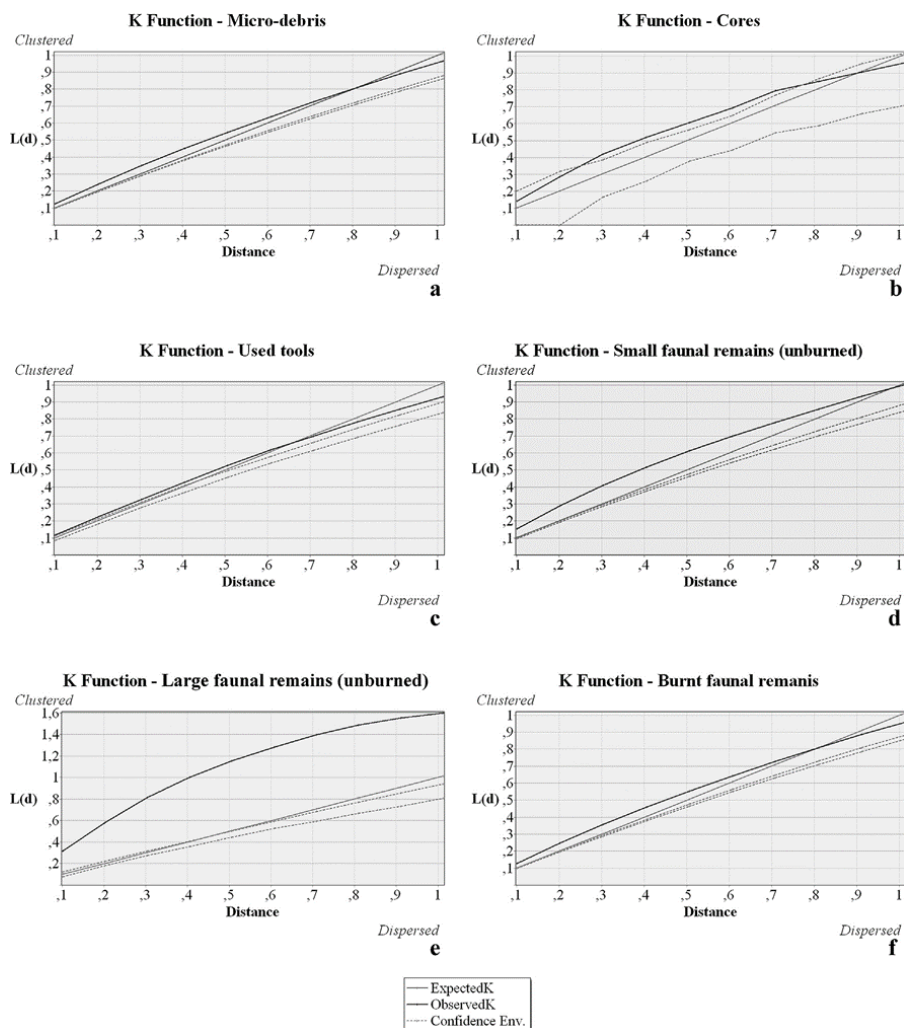 K Function - Micro-debris
Clustered
1
,9
,8
,7
,6
L(d)
,5
,4
,3
,2
,1
,1 ,2 ,3 ,4 ,5 ,6 ,7 ,8 ,9 1
Distance
Dispersed
a
K Function - Cores
Clustered
1
,9
,8
,7
,6
L(d)
,5
,4
,3
,2
,1
,1 ,2 ,3 ,4 ,5 ,6 ,7 ,8 ,9 1
Distance
Dispersed
b
K Function - Used tools
Clustered
1
,9
,8
,7
,6
L(d)
,5
,4
,3
,2
,1
,1 ,2 ,3 ,4 ,5 ,6 ,7 ,8 ,9 1
Distance
Dispersed
c
K Function - Small faunal remains (unburned)
Clustered
1
,9
,8
,7
,6
L(d)
,5
,4
,3
,2
,1
,1 ,2 ,3 ,4 ,5 ,6 ,7 ,8 ,9 1
Distance
Dispersed
d
K Function - Large faunal remains (unburned)
Clustered
1,6
1,4
1,2
1
L(d)
,8
,6
,4
,2
,1 ,2 ,3 ,4 ,5 ,6 ,7 ,8 ,9 1
Distance
Dispersed
e
K Function - Burnt faunal remanis
Clustered
1
,9
,8
,7
,6
L(d)
,5
,4
,3
,2
,1
,1 ,2 ,3 ,4 ,5 ,6 ,7 ,8 ,9 1
Distance
Dispersed
f
ExpectedK
ObservedK
Confidence Env.